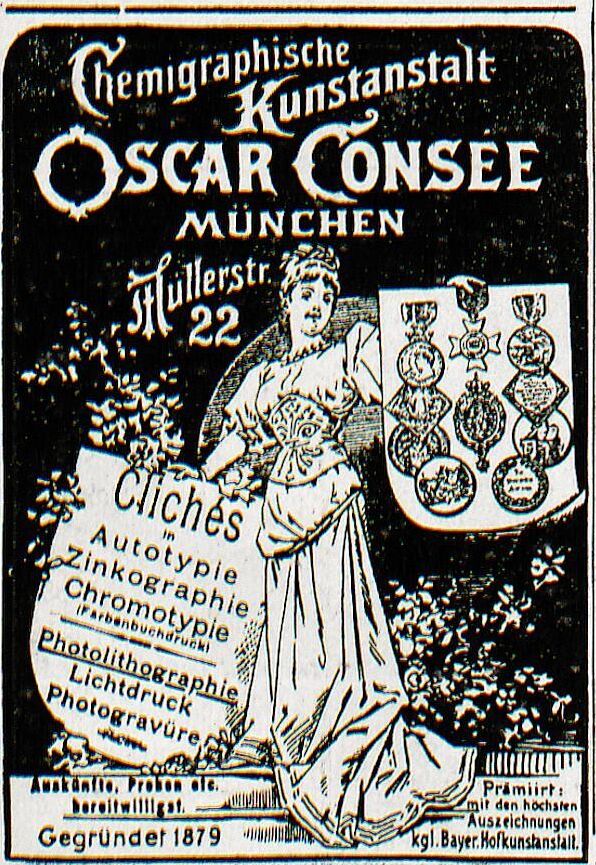 Chemigraphische
Kunstanstalt
OSCAR CONSÉE
MÜNCHEN
Müllerstr.
22
Clichés
in
Autotypie
Zinkographie
Chromotypie
(Farbenbuchdruck)
Photolithographie
Lichtdruck
Photogravüre
Auskünfte, Proben etc.
bereitwilligst.
Gegründet 1879
Prämiirt:
mit den höchsten
Auszeichnungen
kgl. Bayer. Hofkunstanstalt.